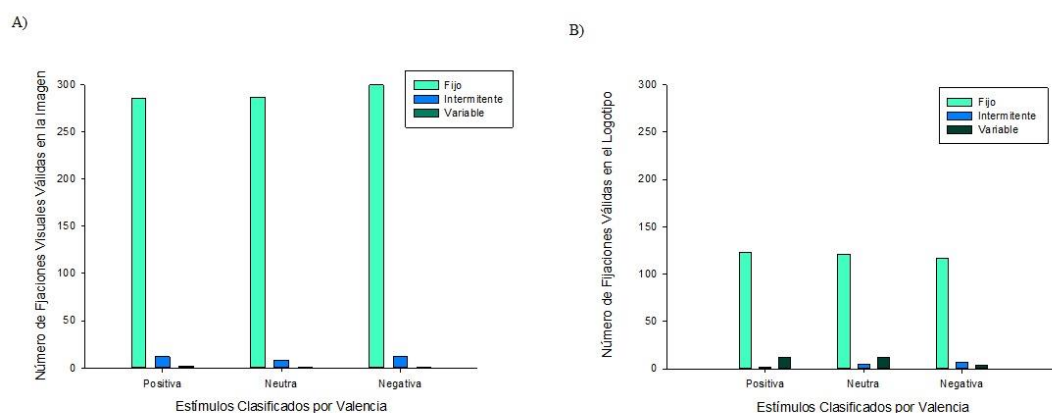 A)
Número de Fjaciones Visuales Válidas en la Imagen
300
250
200
150
100
50
0
Fijo
Intermitente
Variable
Positiva
Neutra
Negativa
Estímulos Clasificados por Valencia
B)
Número de Fijaciones Válidas en el Logotipo
300
250
200
150
100
50
0
Fijo
Intermitente
Variable
Positiva
Neutra
Negativa
Estímulos Clasificados por Valencia